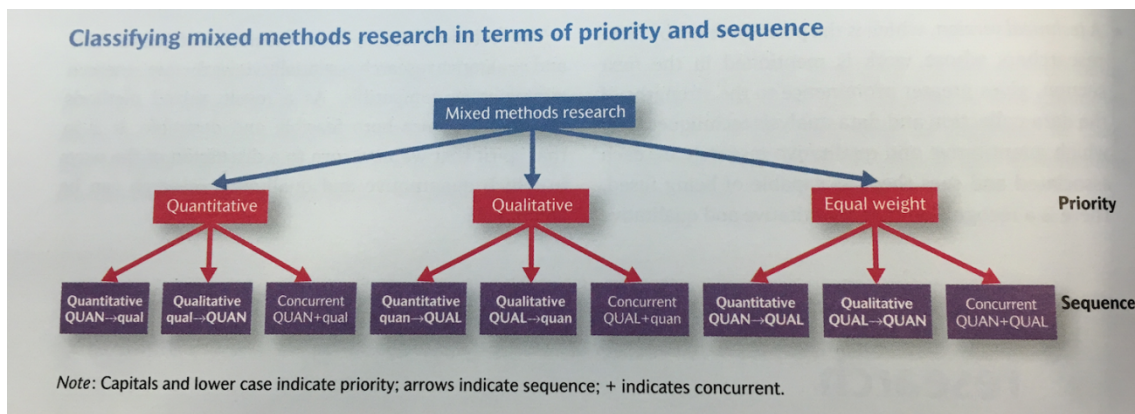 Classifying mixed methods research in terms of priority and sequence
Mixed methods research
Quantitative
Qualitative
Equal weight
Priority
Quantitative
QUAN→qual
Qualitative
qual→QUAN
Concurrent
QUAN+qual
Quantitative
quan→QUAL
Qualitative
QUAL→quan
Concurrent
QUAL+quan
Quantitative
QUAN→QUAL
Qualitative
QUAL→QUAN
Concurrent
QUAN+QUAL
Sequence
Note: Capitals and lower case indicate priority; arrows indicate sequence; + indicates concurrent.